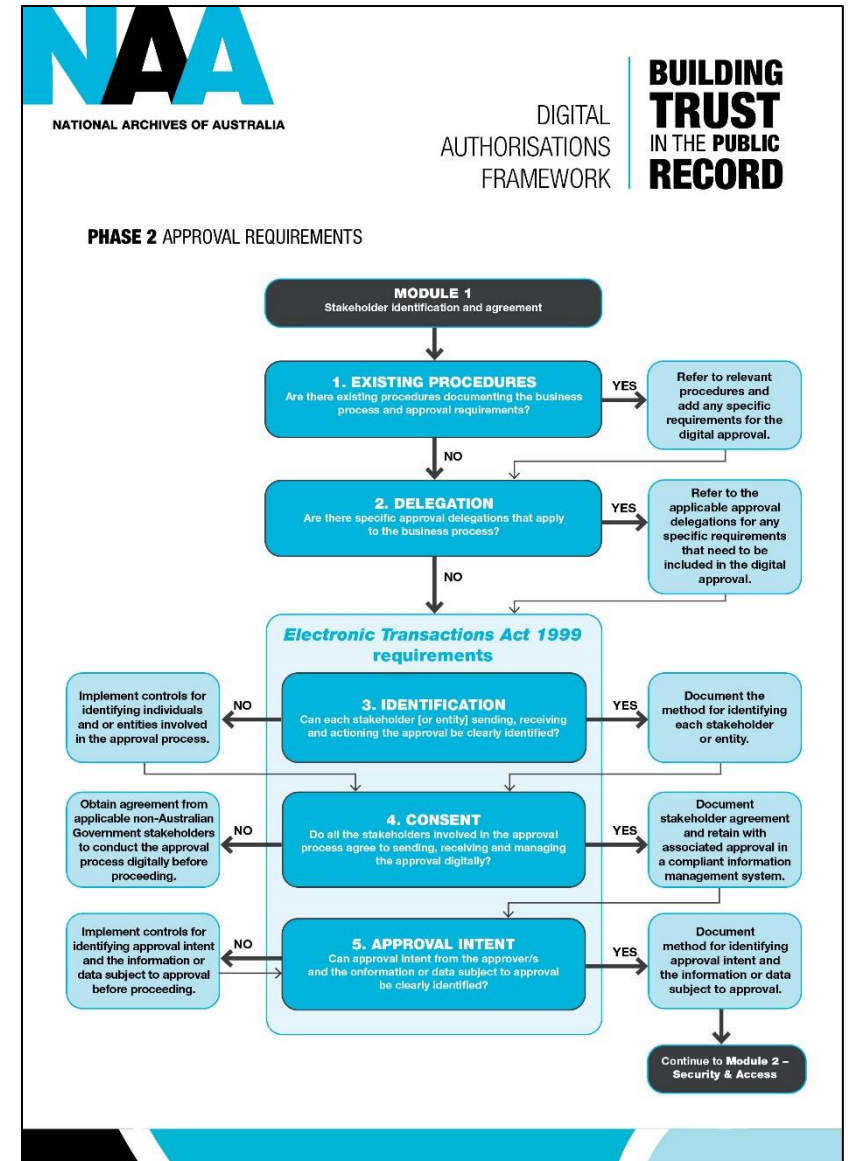 NAA
NATIONAL ARCHIVES OF AUSTRALIA
DIGITAL
AUTHORISATIONS
FRAMEWORK
BUILDING
TRUST
IN THE PUBLIC
RECORD
PHASE 2 APPROVAL REQUIREMENTS
MODULE 1
Stakeholder identification and agreement
1. EXISTING PROCEDURES
Are there existing procedures documenting the business
process and approval requirements?
YES
Refer to relevant
procedures and
add any specific
requirements for the
digital approval.
NO
2. DELEGATION
Are there specific approval delegations that apply
to the business process?
YES
Refer to the
applicable approval
delegations for any
specific requirements
that need to be
included in the digital
approval.
NO
Electronic Transactions Act 1999
requirements
Implement controls for
identifying individuals
and or entities involved
in the approval process.
NO
3. IDENTIFICATION
Can each stakeholder [or entity] sending, receiving
and actioning the approval be clearly identified?
YES
Document the
method for identifying
each stakeholder
or entity.
Obtain agreement from
applicable non-Australian
Government stakeholders
to conduct the approval
process digitally before
proceeding.
NO
4. CONSENT
Do all the stakeholders involved in the approval
process agree to sending, receiving and managing
the approval digitally?
YES
Document
stakeholder agreement
and retain with
associated approval in
a compliant information
management system.
Implement controls for
identifying approval intent
and the information or
data subject to approval
before proceeding.
NO
5. APPROVAL INTENT
Can approval intent from the approver/s
and the onformation or data subject to approval
be clearly identified?
YES
Document
method for identifying
approval intent and
the information or data
subject to approval.
Continue to Module 2 –
Security & Access